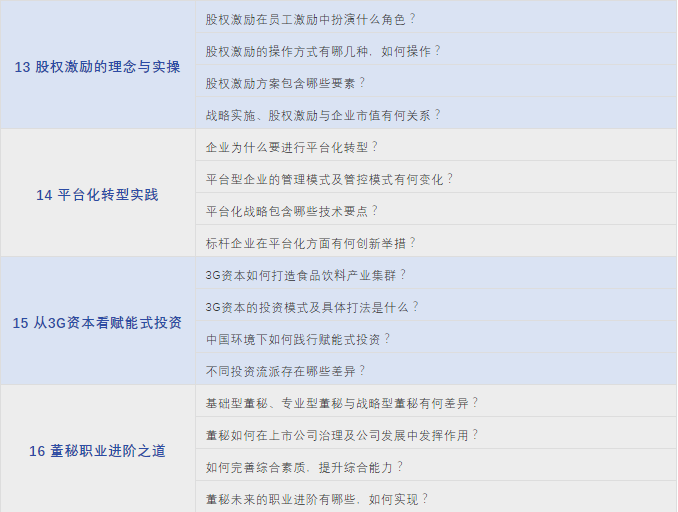 13 股权激励的理念与实操
股权激励在员工激励中扮演什么角色？
股权激励的操作方式有哪几种，如何操作？
股权激励方案包含哪些要素？
战略实施、股权激励与企业市值有何关系？
14 平台化转型实践
企业为什么要进行平台化转型？
平台型企业的管理模式及管控模式有何变化？
平台化战略包含哪些技术要点？
标杆企业在平台化方面有何创新举措？
15 从3G资本看赋能式投资
3G资本如何打造食品饮料产业集群？
3G资本的投资模式及具体打法是什么？
中国环境下如何践行赋能式投资？
不同投资流派存在哪些差异？
16 董秘职业进阶之道
基础型董秘、专业型董秘与战略型董秘有何差异？
董秘如何在上市公司治理及公司发展中发挥作用？
如何完善综合素质，提升综合能力？
董秘未来的职业进阶有哪些，如何实现？